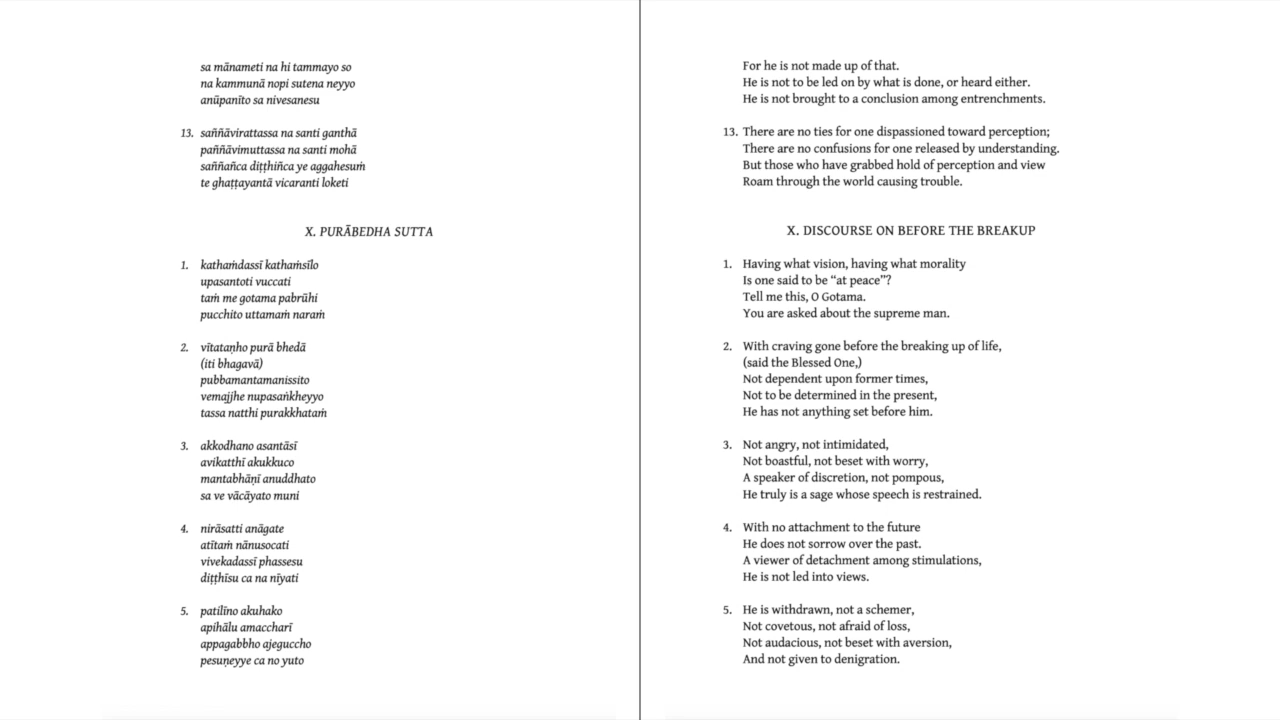 sa mānameti na hi tammayo so
na kammunā nopi sutena neyyo
anūpanīto sa nivesanesu
13. saññāvirattassa na santi ganthā
paññāvimuttassa na santi mohā
saññañca diṭṭhiñca ye aggahesuṁ
te ghaṭṭayantā vicaranti loketi
X. PURĀBEDHA SUTTA
1. kathaṁdassī kathaṁsīlo
upasantoti vuccati
taṁ me gotama pabrūhi
pucchito uttamaṁ naraṁ
2. vītataṇho purā bhedā
(iti bhagavā)
pubbamantamanissito
vemajjhe nupasaṅkheyyo
tassa natthi purakkhataṁ
3. akkodhano asantāsī
avikatthī akukkuco
mantabhāṇī anuddhato
sa ve vācāyato muni
4. nirāsatti anāgate
atītaṁ nānusocati
vivekadassī phassesu
diṭṭhīsu ca na nīyati
5. patilīno akuhako
apihālu amaccharī
appagabbho ajeguccho
pesuṇeyye ca no yuto
For he is not made up of that.
He is not to be led on by what is done, or heard either.
He is not brought to a conclusion among entrenchments.
13. There are no ties for one dispassioned toward perception;
There are no confusions for one released by understanding.
But those who have grabbed hold of perception and view
Roam through the world causing trouble.
X. DISCOURSE ON BEFORE THE BREAKUP
1. Having what vision, having what morality
Is one said to be “at peace”?
Tell me this, O Gotama.
You are asked about the supreme man.
2. With craving gone before the breaking up of life,
(said the Blessed One,)
Not dependent upon former times,
Not to be determined in the present,
He has not anything set before him.
3. Not angry, not intimidated,
Not boastful, not beset with worry,
A speaker of discretion, not pompous,
He truly is a sage whose speech is restrained.
4. With no attachment to the future
He does not sorrow over the past.
A viewer of detachment among stimulations,
He is not led into views.
5. He is withdrawn, not a schemer,
Not covetous, not afraid of loss,
Not audacious, not beset with aversion,
And not given to denigration.